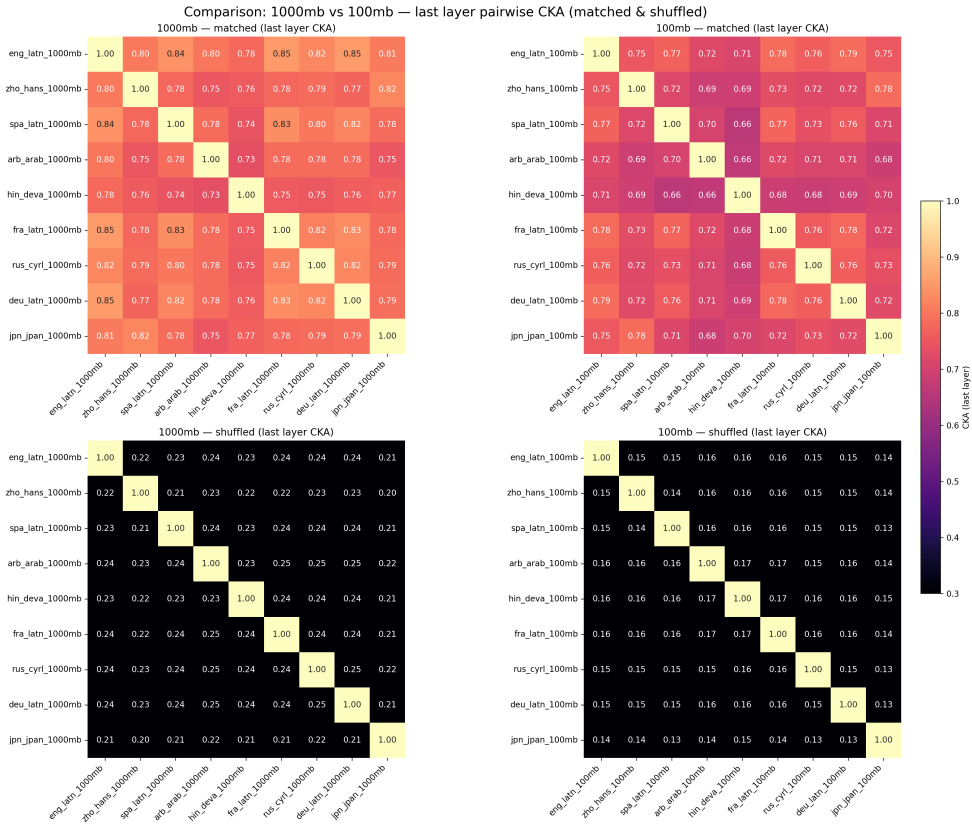 Comparison: 1000mb vs 100mb — last layer pairwise CKA (matched & shuffled)
1000mb — matched (last layer CKA)
eng_latn_1000mb 1.00 0.80 0.84 0.80 0.78 0.85 0.82 0.85 0.81
zho_hans_1000mb 0.80 1.00 0.78 0.75 0.76 0.78 0.79 0.77 0.82
spa_latn_1000mb 0.84 0.78 1.00 0.78 0.74 0.83 0.80 0.82 0.78
arb_arab_1000mb 0.80 0.75 0.78 1.00 0.73 0.78 0.78 0.78 0.75
hin_deva_1000mb 0.78 0.76 0.74 0.73 1.00 0.75 0.75 0.76 0.77
fra_latn_1000mb 0.85 0.78 0.83 0.78 0.75 1.00 0.82 0.83 0.78
rus_cyrl_1000mb 0.82 0.79 0.80 0.78 0.75 0.82 1.00 0.82 0.79
deu_latn_1000mb 0.85 0.77 0.82 0.78 0.76 0.83 0.82 1.00 0.79
jpn_jpan_1000mb 0.81 0.82 0.78 0.75 0.77 0.78 0.79 0.79 1.00
eng_latn_1000mb zho_hans_1000mb spa_latn_1000mb arb_arab_1000mb hin_deva_1000mb fra_latn_1000mb rus_cyrl_1000mb deu_latn_1000mb jpn_jpan_1000mb
100mb — matched (last layer CKA)
eng_latn_100mb 1.00 0.75 0.77 0.72 0.71 0.78 0.76 0.79 0.75
zho_hans_100mb 0.75 1.00 0.72 0.69 0.69 0.73 0.72 0.72 0.78
spa_latn_100mb 0.77 0.72 1.00 0.70 0.66 0.77 0.73 0.76 0.71
arb_arab_100mb 0.72 0.69 0.70 1.00 0.66 0.72 0.71 0.71 0.68
hin_deva_100mb 0.71 0.69 0.66 0.66 1.00 0.68 0.68 0.69 0.70
fra_latn_100mb 0.78 0.73 0.77 0.72 0.68 1.00 0.76 0.78 0.72
rus_cyrl_100mb 0.76 0.72 0.73 0.71 0.68 0.76 1.00 0.76 0.73
deu_latn_100mb 0.79 0.72 0.76 0.71 0.69 0.78 0.76 1.00 0.72
jpn_jpan_100mb 0.75 0.78 0.71 0.68 0.70 0.72 0.73 0.72 1.00
eng_latn_100mb zho_hans_100mb spa_latn_100mb arb_arab_100mb hin_deva_100mb fra_latn_100mb rus_cyrl_100mb deu_latn_100mb jpn_jpan_100mb
1000mb — shuffled (last layer CKA)
eng_latn_1000mb 1.00 0.22 0.23 0.24 0.23 0.24 0.24 0.24 0.21
zho_hans_1000mb 0.22 1.00 0.21 0.23 0.22 0.22 0.23 0.23 0.20
spa_latn_1000mb 0.23 0.21 1.00 0.24 0.23 0.24 0.24 0.24 0.21
arb_arab_1000mb 0.24 0.23 0.24 1.00 0.23 0.25 0.25 0.25 0.22
hin_deva_1000mb 0.23 0.22 0.23 0.23 1.00 0.24 0.24 0.24 0.21
fra_latn_1000mb 0.24 0.22 0.24 0.25 0.24 1.00 0.24 0.24 0.21
rus_cyrl_1000mb 0.24 0.23 0.24 0.25 0.24 0.24 1.00 0.25 0.22
deu_latn_1000mb 0.24 0.23 0.24 0.25 0.24 0.24 0.25 1.00 0.21
jpn_jpan_1000mb 0.21 0.20 0.21 0.22 0.21 0.21 0.22 0.21 1.00
eng_latn_1000mb zho_hans_1000mb spa_latn_1000mb arb_arab_1000mb hin_deva_1000mb fra_latn_1000mb rus_cyrl_1000mb deu_latn_1000mb jpn_jpan_1000mb
100mb — shuffled (last layer CKA)
eng_latn_100mb 1.00 0.15 0.15 0.16 0.16 0.16 0.15 0.15 0.14
zho_hans_100mb 0.15 1.00 0.14 0.16 0.16 0.16 0.15 0.15 0.14
spa_latn_100mb 0.15 0.14 1.00 0.16 0.16 0.16 0.15 0.15 0.13
arb_arab_100mb 0.16 0.16 0.16 1.00 0.17 0.17 0.15 0.16 0.14
hin_deva_100mb 0.16 0.16 0.16 0.17 1.00 0.17 0.16 0.16 0.15
fra_latn_100mb 0.16 0.16 0.16 0.17 0.17 1.00 0.16 0.16 0.14
rus_cyrl_100mb 0.15 0.15 0.15 0.15 0.16 0.16 1.00 0.15 0.13
deu_latn_100mb 0.15 0.15 0.15 0.16 0.16 0.16 0.15 1.00 0.13
jpn_jpan_100mb 0.14 0.14 0.13 0.14 0.15 0.14 0.13 0.13 1.00
eng_latn_100mb zho_hans_100mb spa_latn_100mb arb_arab_100mb hin_deva_100mb fra_latn_100mb rus_cyrl_100mb deu_latn_100mb jpn_jpan_100mb
1.0
0.9
0.8
0.7
0.6
0.5
0.4
0.3
CKA (last layer)